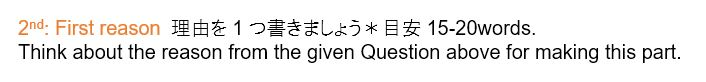 2nd: First reason 理由を 1 つ書きましょう＊目安 15-20words.
Think about the reason from the given Question above for making this part.